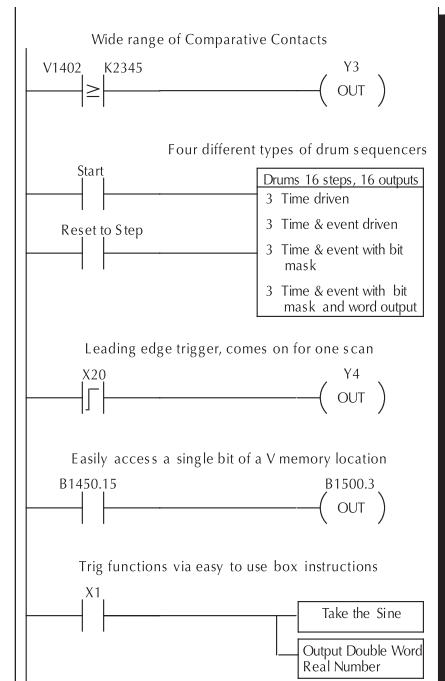 Wide range of Comparative Contacts
V1402 K2345 Y3
≥ OUT
Four different types of drum sequencers
Start
Drums 16 steps, 16 outputs
3 Time driven
3 Time & event driven
Reset to Step
3 Time & event with bit
mask
3 Time & event with bit
mask and word output
Leading edge trigger, comes on for one scan
X20 Y4
OUT
Easily access a single bit of a V memory location
B1450.15 B1500.3
OUT
Trig functions via easy to use box instructions
X1
Take the Sine
Output Double Word
Real Number